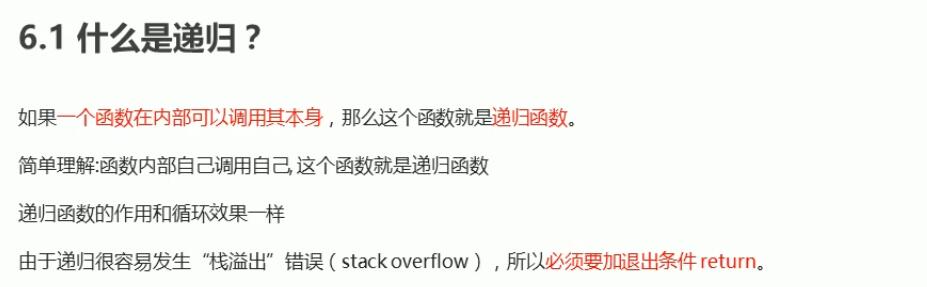 6.1 什么是递归？
如果一个函数在内部可以调用其本身，那么这个函数就是递归函数。
简单理解:函数内部自己调用自己, 这个函数就是递归函数
递归函数的作用和循环效果一样
由于递归很容易发生“栈溢出”错误（stack overflow），所以必须要加退出条件 return。